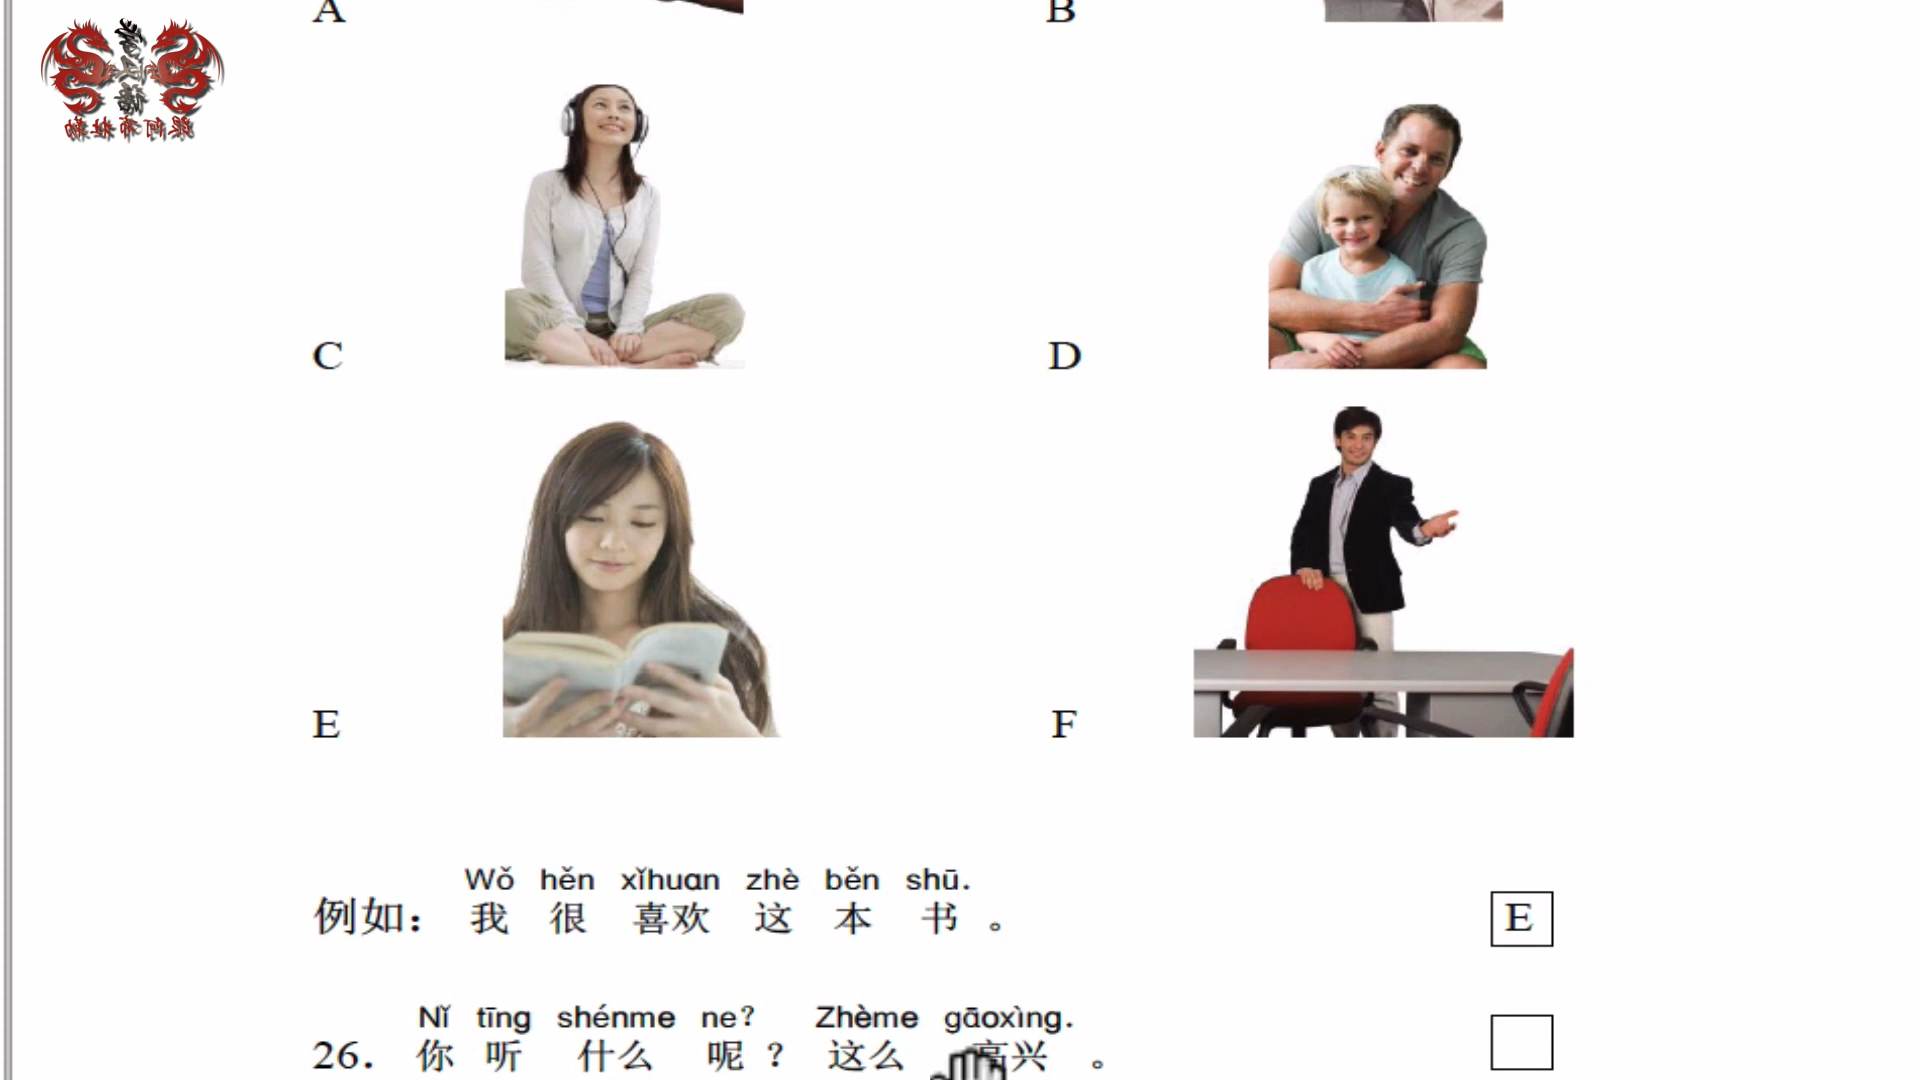 A
B
C
D
E
F
Wǒ hěn xǐhuan zhè běn shū.
例如： 我 很 喜欢 这 本 书 。
E
Nǐ tīng shénme ne? Zhème gāoxìng.
26. 你 听 什么 呢 ？ 这么 高兴 。